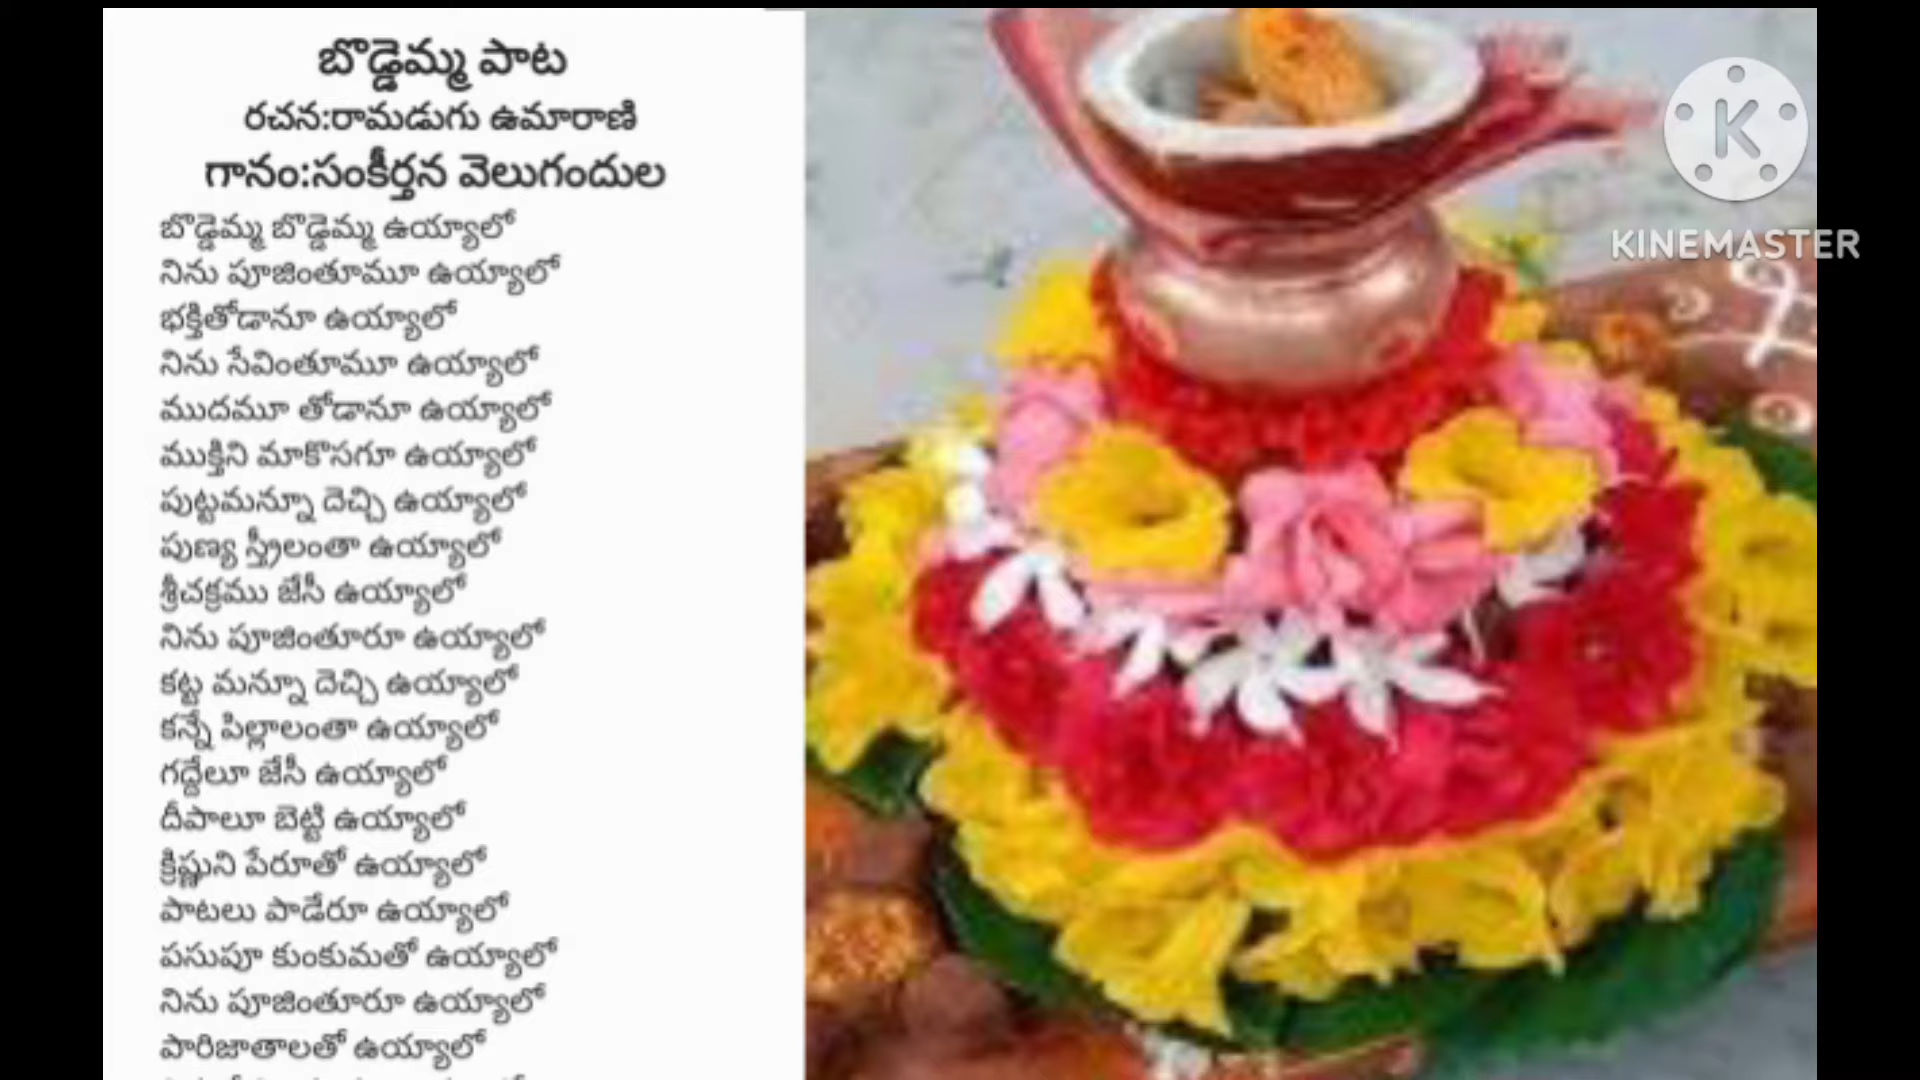 బొడ్డెమ్మ పాట
రచన:రామడుగు ఉమారాణి
గానం:సంకీర్తన వెలుగందుల
బొడ్డెమ్మ బొడ్డెమ్మ ఉయ్యాలో
నిను పూజింతూమూ ఉయ్యాలో
భక్తితోడానూ ఉయ్యాలో
నిను సేవింతూమూ ఉయ్యాలో
ముదమూ తోడానూ ఉయ్యాలో
ముక్తిని మాకొసగూ ఉయ్యాలో
పుట్టమన్నూ దెచ్చి ఉయ్యాలో
పుణ్య స్త్రీలంతా ఉయ్యాలో
శ్రీచక్రము జేసీ ఉయ్యాలో
నిను పూజింతూరూ ఉయ్యాలో
కట్ట మన్నూ దెచ్చి ఉయ్యాలో
కన్నే పిల్లాలంతా ఉయ్యాలో
గద్దేలూ జేసీ ఉయ్యాలో
దీపాలూ బెట్టి ఉయ్యాలో
క్రిష్ణుని పేరూతో ఉయ్యాలో
పాటలు పాడేరూ ఉయ్యాలో
పసుపూ కుంకుమతో ఉయ్యాలో
నిను పూజింతూరూ ఉయ్యాలో
పారిజాతాలతో ఉయ్యాలో
K
KINEMASTER